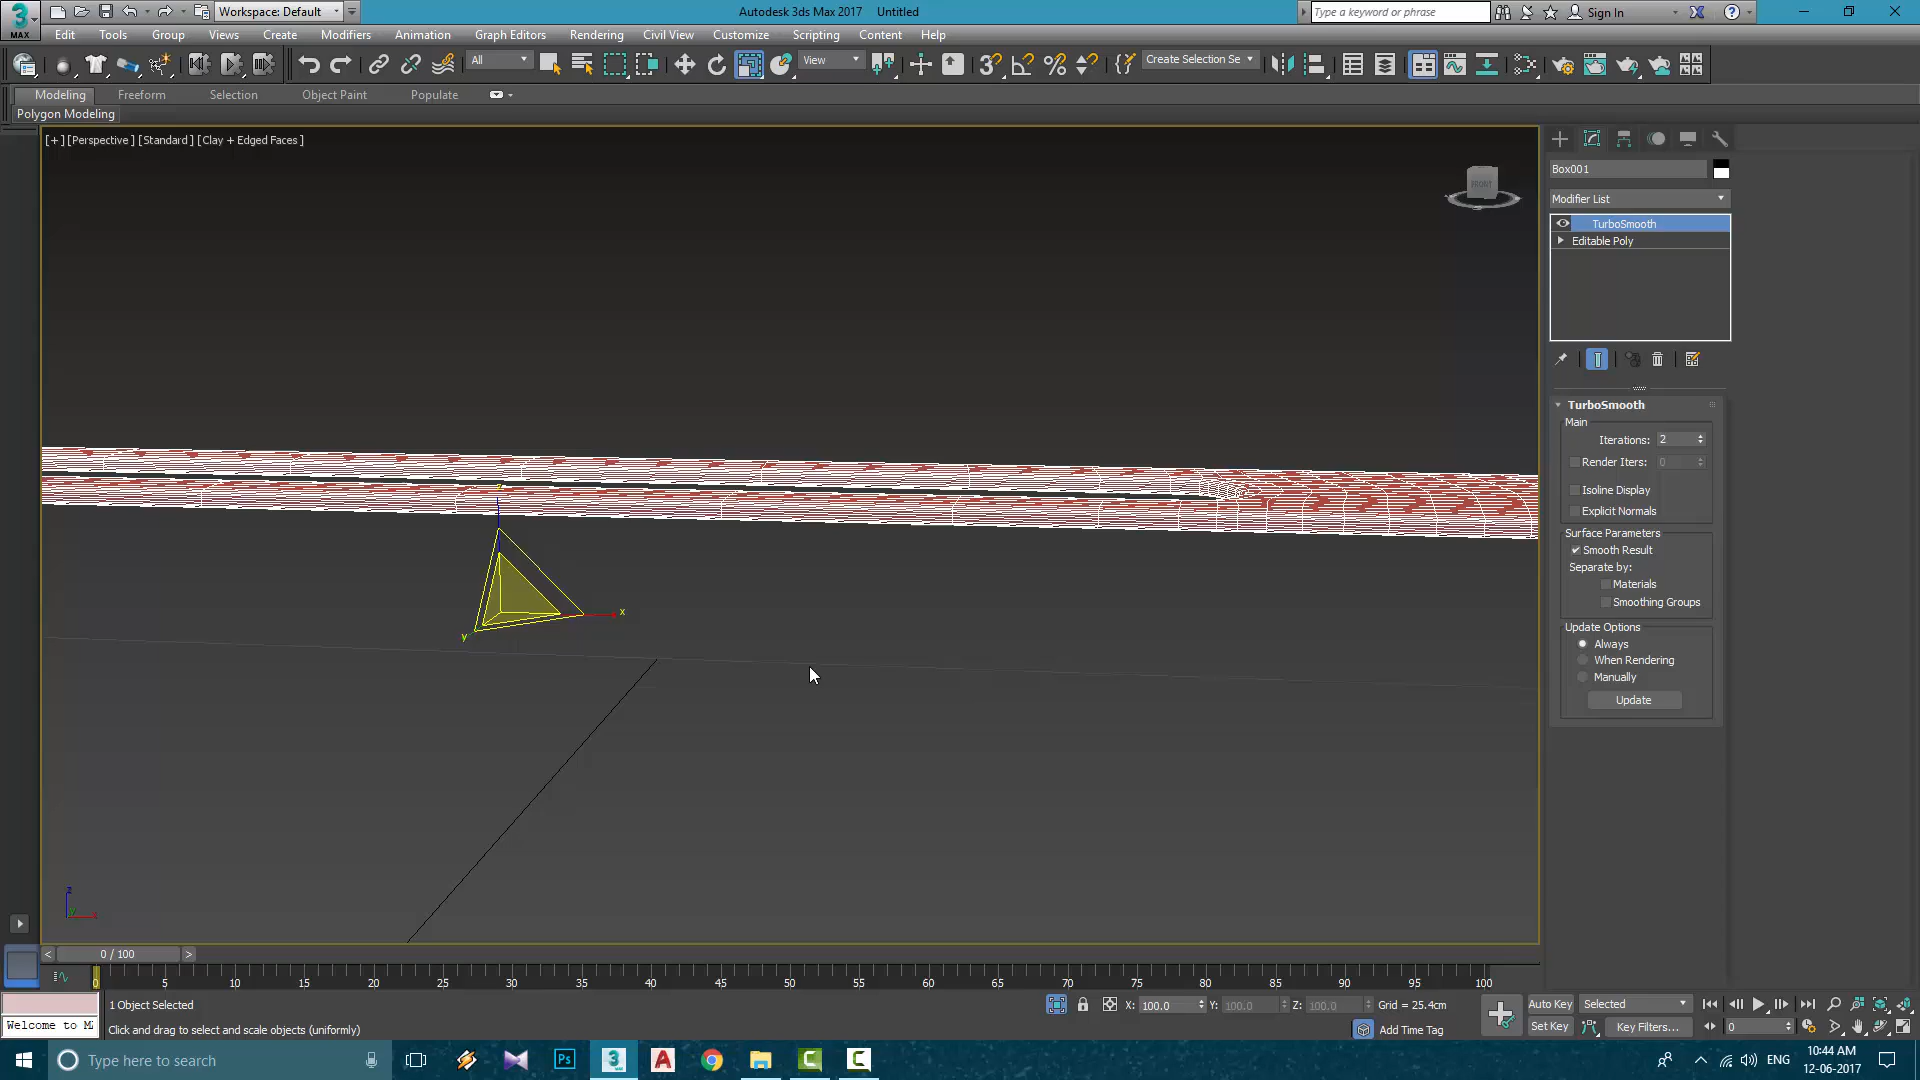 MAX
Workspace: Default
Autodesk 3ds Max 2017 Untitled
Type a keyword or phrase
Sign In
Edit Tools Group Views Create Modifiers Animation Graph Editors Rendering Civil View Customize Scripting Content Help
All
View
Create Selection Se
Modeling Freeform Selection Object Paint Populate
Polygon Modeling
[+] [Perspective] [Standard] [Clay + Edged Faces]
FRONT
Box001
Modifier List
TurboSmooth
Editable Poly
TurboSmooth
Main
Iterations: 2
Render Iters: 0
Isoline Display
Explicit Normals
Surface Parameters
Smooth Result
Separate by:
Materials
Smoothing Groups
Update Options
Always
When Rendering
Manually
Update
z
x
y
z
y
x
< 0 / 100 >
0 5 10 15 20 25 30 35 40 45 50 55 60 65 70 75 80 85 90 95 100
1 Object Selected
X: 100.0 Y: 100.0 Z: 100.0 Grid = 25.4cm
Auto Key Selected
Welcome to M
Click and drag to select and scale objects (uniformly)
Add Time Tag
Set Key Key Filters... 0
Type here to search
Ps
3
MAX
A
C
C
ENG
10:44 AM
12-06-2017